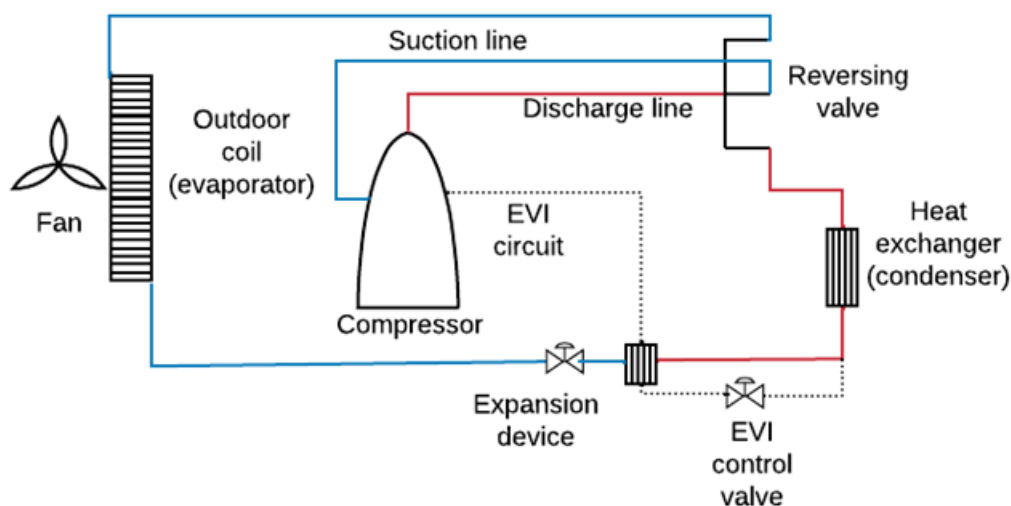 Suction line
Reversing
valve
Discharge line
Outdoor
coil
(evaporator)
Fan
EVI
circuit
Heat
exchanger
(condenser)
Compressor
Expansion
device
EVI
control
valve